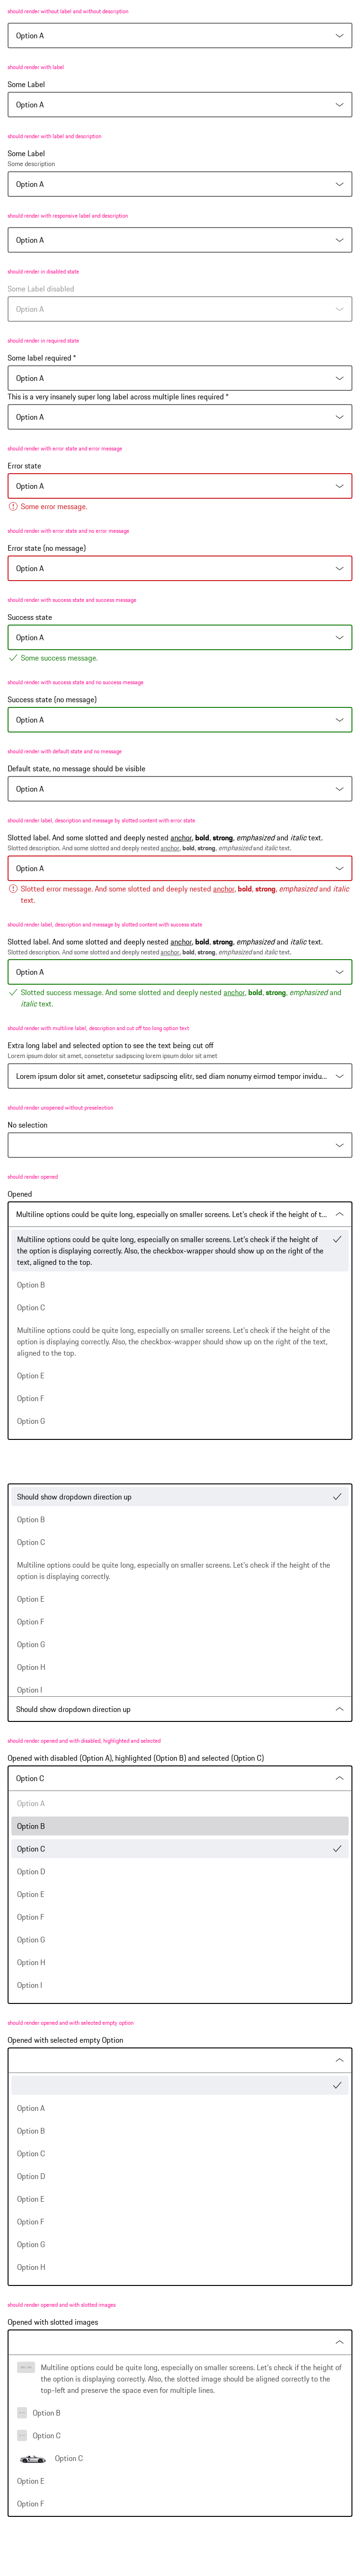 should render without label and without description
Option A
should render with label
Some Label
Option A
should render with label and description
Some Label
Some description
Option A
should render with responsive label and description
Option A
should render in disabled state
Some Label disabled
Option A
should render in required state
Some label required *
Option A
This is a very insanely super long label across multiple lines required *
Option A
should render with error state and error message
Error state
Option A
Some error message.
should render with error state and no error message
Error state (no message)
Option A
should render with success state and success message
Success state
Option A
Some success message.
should render with success state and no success message
Success state (no message)
Option A
should render with default state and no message
Default state, no message should be visible
Option A
should render label, description and message by slotted content with error state
Slotted label. And some slotted and deeply nested anchor, bold, strong, emphasized and italic text.
Slotted description. And some slotted and deeply nested anchor, bold, strong, emphasized and italic text.
Option A
Slotted error message. And some slotted and deeply nested anchor, bold, strong, emphasized and italic
text.
should render label, description and message by slotted content with success state
Slotted label. And some slotted and deeply nested anchor, bold, strong, emphasized and italic text.
Slotted description. And some slotted and deeply nested anchor, bold, strong, emphasized and italic text.
Option A
Slotted success message. And some slotted and deeply nested anchor, bold, strong, emphasized and
italic text.
should render with multiline label, description and cut off too long option text
Extra long label and selected option to see the text being cut off
Lorem ipsum dolor sit amet, consetetur sadipscing lorem ipsum dolor sit amet
Lorem ipsum dolor sit amet, consetetur sadipscing elitr, sed diam nonumy eirmod tempor invidu...
should render unopened without preselection
No selection
should render opened
Opened
Multiline options could be quite long, especially on smaller screens. Let's check if the height of t...
Multiline options could be quite long, especially on smaller screens. Let's check if the height of
the option is displaying correctly. Also, the checkbox-wrapper should show up on the right of the
text, aligned to the top.
Option B
Option C
Multiline options could be quite long, especially on smaller screens. Let's check if the height of the
option is displaying correctly. Also, the checkbox-wrapper should show up on the right of the text,
aligned to the top.
Option E
Option F
Option G
Should show dropdown direction up
Option B
Option C
Multiline options could be quite long, especially on smaller screens. Let's check if the height of the
option is displaying correctly.
Option E
Option F
Option G
Option H
Option I
Should show dropdown direction up
should render opened and with disabled, highlighted and selected
Opened with disabled (Option A), highlighted (Option B) and selected (Option C)
Option C
Option A
Option B
Option C
Option D
Option E
Option F
Option G
Option H
Option I
should render opened and with selected empty option
Opened with selected empty Option
Option A
Option B
Option C
Option D
Option E
Option F
Option G
Option H
should render opened and with slotted images
Opened with slotted images
Multiline options could be quite long, especially on smaller screens. Let's check if the height of
the option is displaying correctly. Also, the slotted image should be aligned correctly to the
top-left and preserve the space even for multiple lines.
Option B
Option C
Option C
Option E
Option F